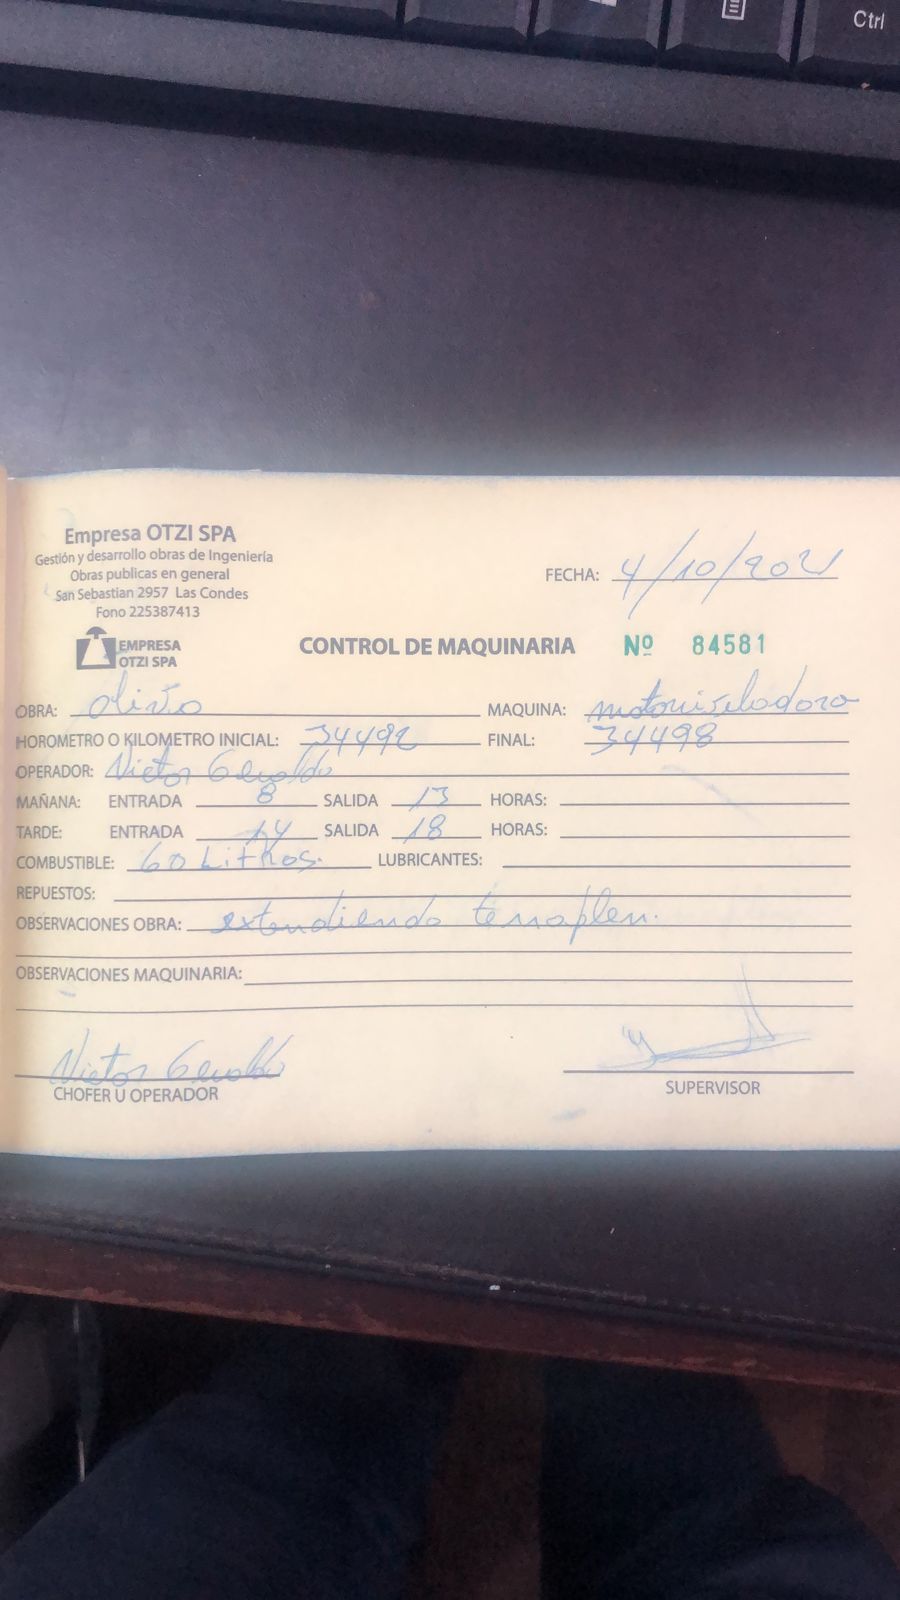 Ctrl
Empresa OTZI SPA
Gestión y desarrollo obras de Ingeniería
Obras publicas en general
San Sebastian 2957 Las Condes
Fono 225387413
FECHA: 4/10/2021
EMPRESA
OTZI SPA
CONTROL DE MAQUINARIA Nº 84581
OBRA: olivo MAQUINA: motoniveladora
HOROMETRO O KILOMETRO INICIAL: 34492 FINAL: 34498
OPERADOR: Victor Geraldo
MAÑANA: ENTRADA 8 SALIDA 13 HORAS:
TARDE: ENTRADA 14 SALIDA 18 HORAS:
COMBUSTIBLE: 60 Litros. LUBRICANTES:
REPUESTOS:
OBSERVACIONES OBRA: extendiendo terraplen.
OBSERVACIONES MAQUINARIA:
Victor Geraldo
CHOFER U OPERADOR
SUPERVISOR